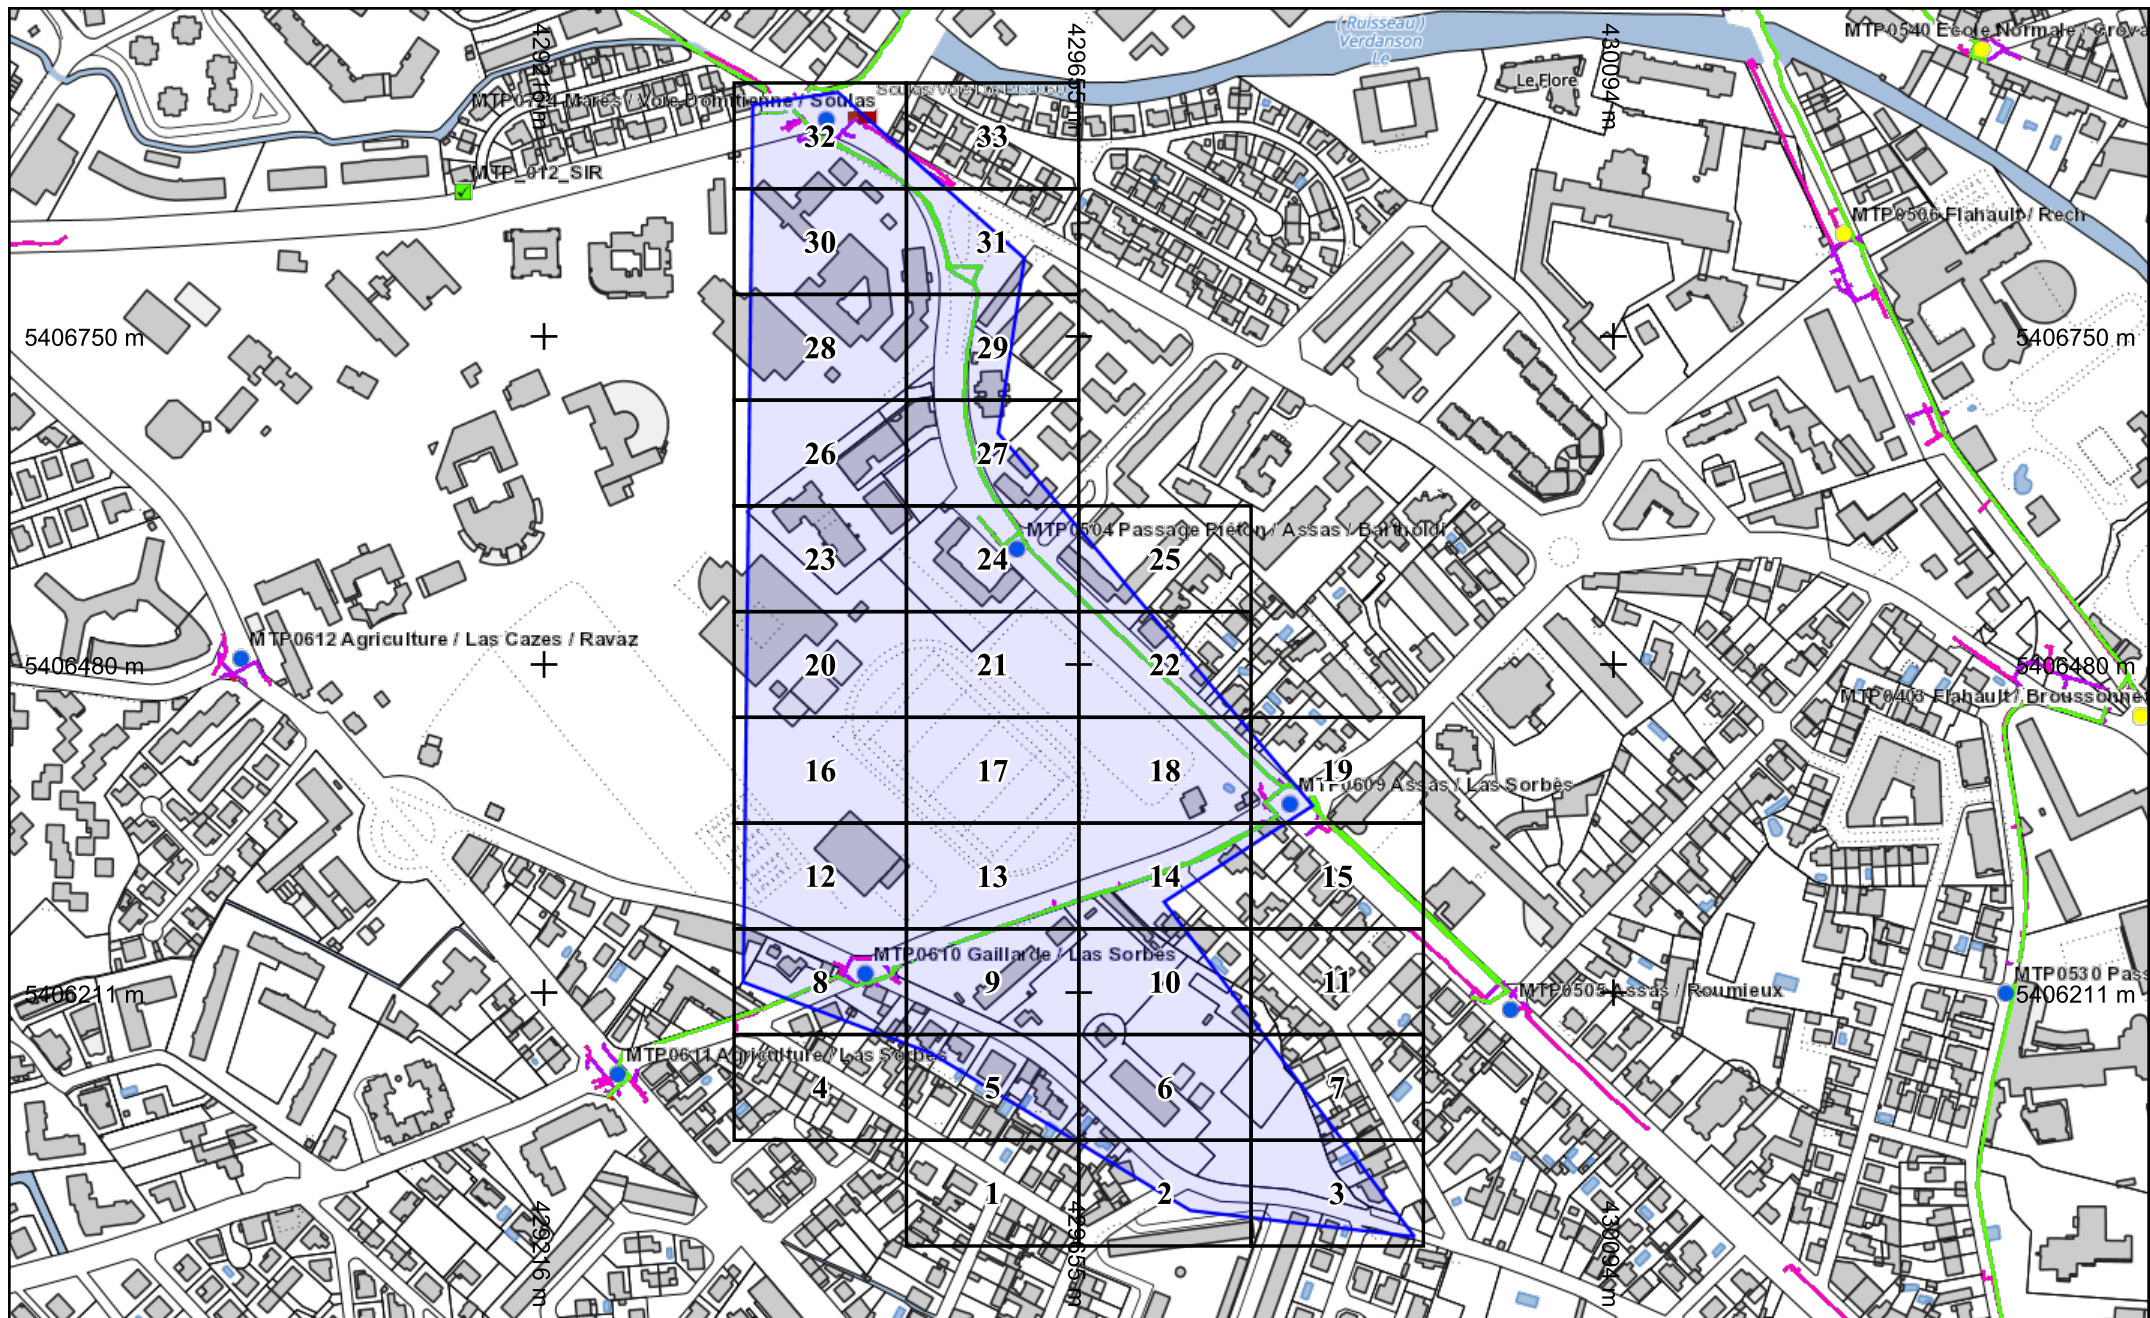 (Ruisseau)
Verdanson
Le
MTP0540 Ecole Normale / Grova
429216 m
429655 m
430094 m
Le Flore
MTP0724 Marès / Voie Domitienne / Soulas
32
33
MTP_012_SIR
MTP0506 Flahault / Rech
30
31
5406750 m
28
29
5406750 m
26
27
MTP0504 Passage Piéton / Assas / Bartholdi
23
24
25
MTP0612 Agriculture / Las Cazes / Ravaz
5406480 m
20
21
22
5406480 m
MTP0403 Flahault / Broussonnet
16
17
18
19
MTP0609 Assas / Las Sorbès
12
13
14
15
MTP0610 Gaillarde / Las Sorbès
MTP0530 Pass
5406211 m
8
9
10
11
MTP0505 Assas / Roumieux
5406211 m
MTP0611 Agriculture / Las Sorbès
4
5
6
7
1
2
3
429216 m
429655 m
430094 m